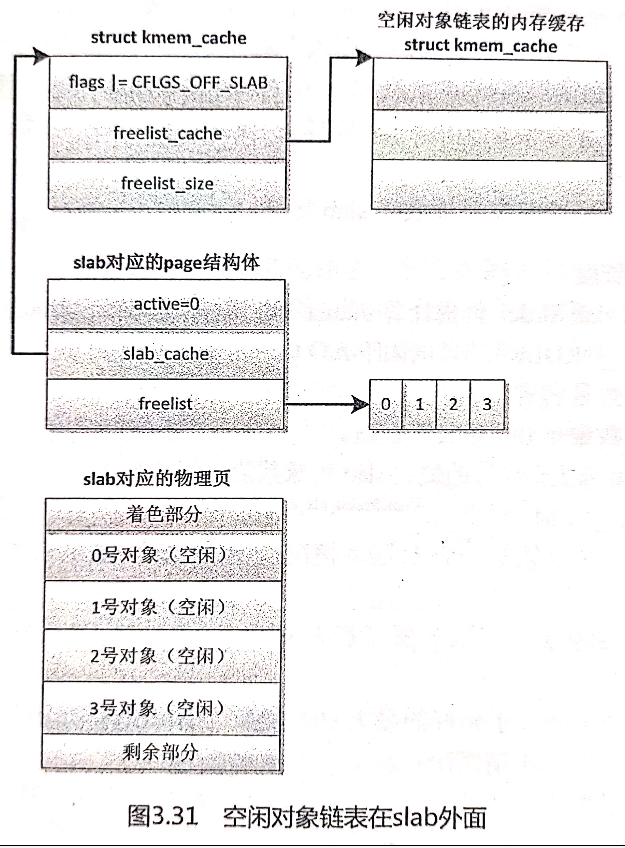 struct kmem_cache
flags |= CFLGS_OFF_SLAB
freelist_cache
freelist_size
空闲对象链表的内存缓存
struct kmem_cache
slab对应的page结构体
active=0
slab_cache
freelist
0 1 2 3
slab对应的物理页
着色部分
0号对象（空闲）
1号对象（空闲）
2号对象（空闲）
3号对象（空闲）
剩余部分
图3.31 空闲对象链表在slab外面